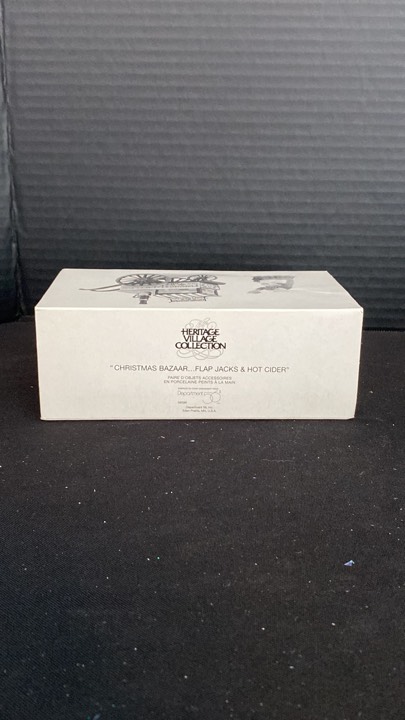 HERITAGE
VILLAGE
COLLECTION
"CHRISTMAS BAZAAR...FLAP JACKS & HOT CIDER"
PAIRE D'OBJETS ACCESSOIRES
EN PORCELAINE PEINTS À LA MAIN
Department 56